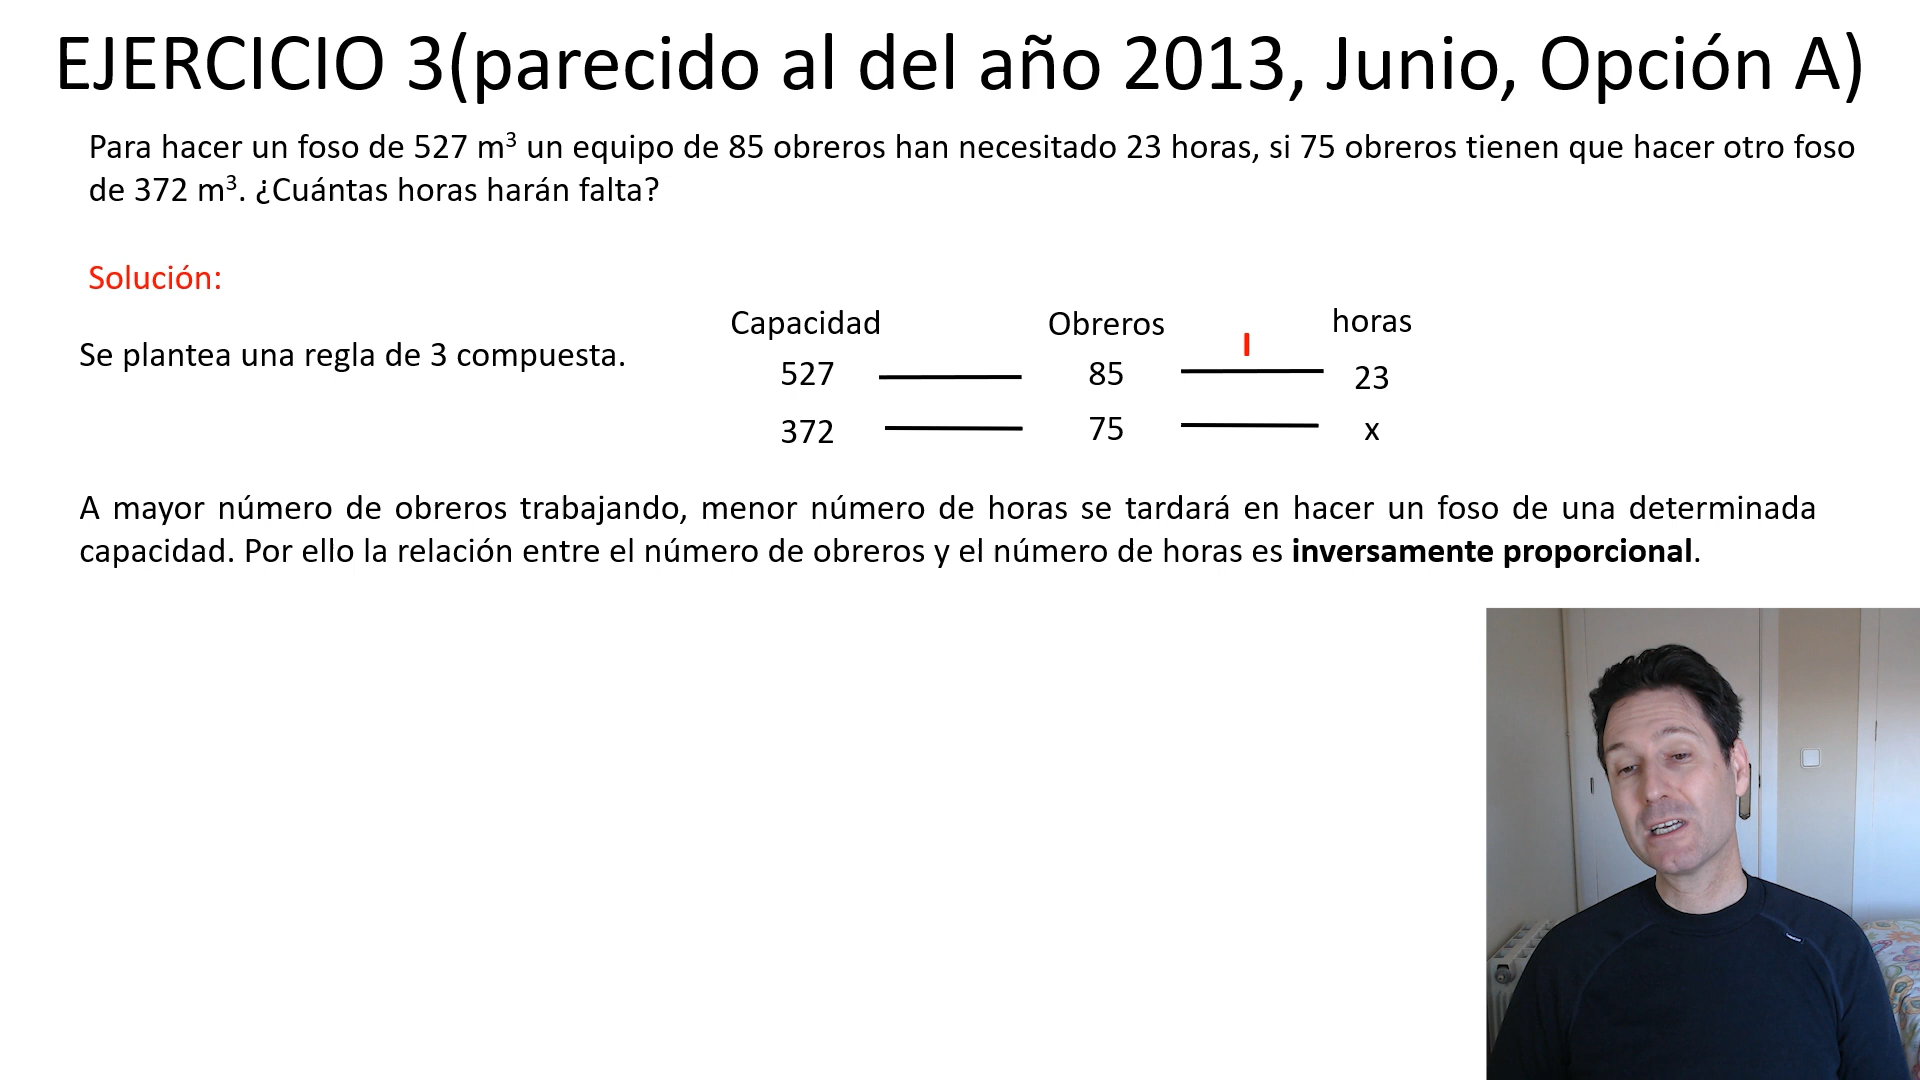 EJERCICIO 3(parecido al del año 2013, Junio, Opción A)
Para hacer un foso de 527 m³ un equipo de 85 obreros han necesitado 23 horas, si 75 obreros tienen que hacer otro foso
de 372 m³. ¿Cuántas horas harán falta?
Solución:
Se plantea una regla de 3 compuesta.
Capacidad Obreros horas
I
527 85 23
372 75 x
A mayor número de obreros trabajando, menor número de horas se tardará en hacer un foso de una determinada
capacidad. Por ello la relación entre el número de obreros y el número de horas es inversamente proporcional.